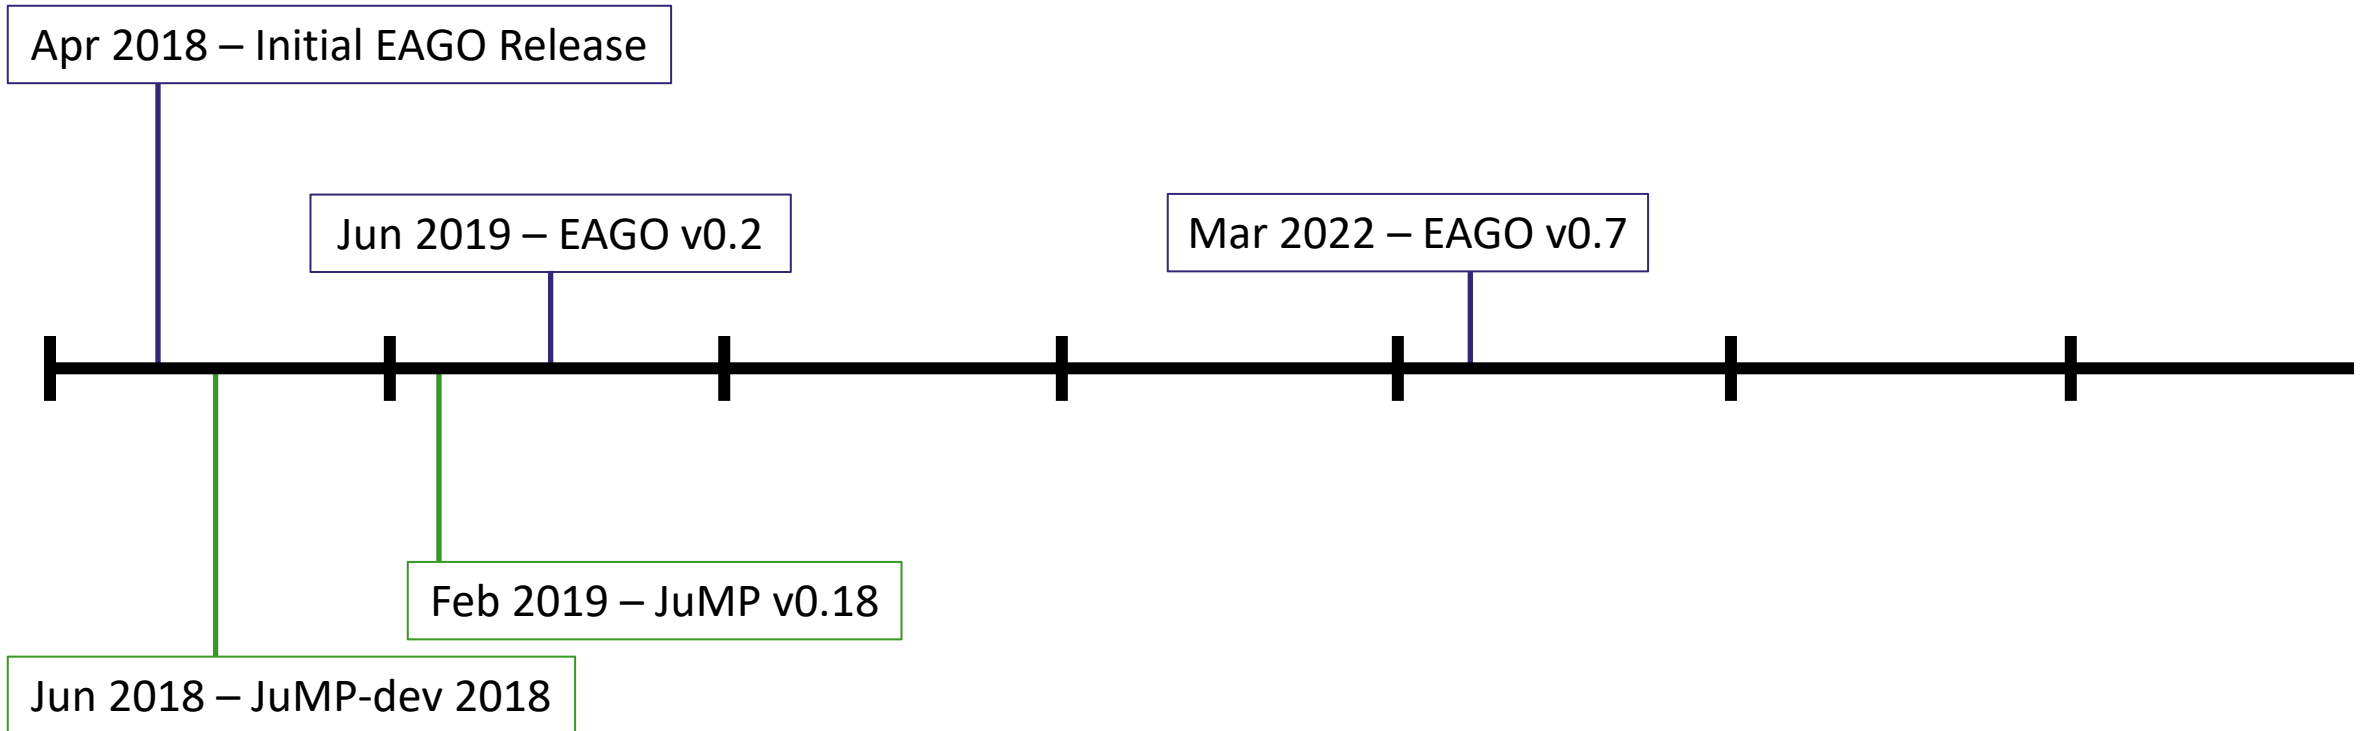 Apr 2018 – Initial EAGO Release
Jun 2019 – EAGO v0.2
Mar 2022 – EAGO v0.7
Feb 2019 – JuMP v0.18
Jun 2018 – JuMP-dev 2018